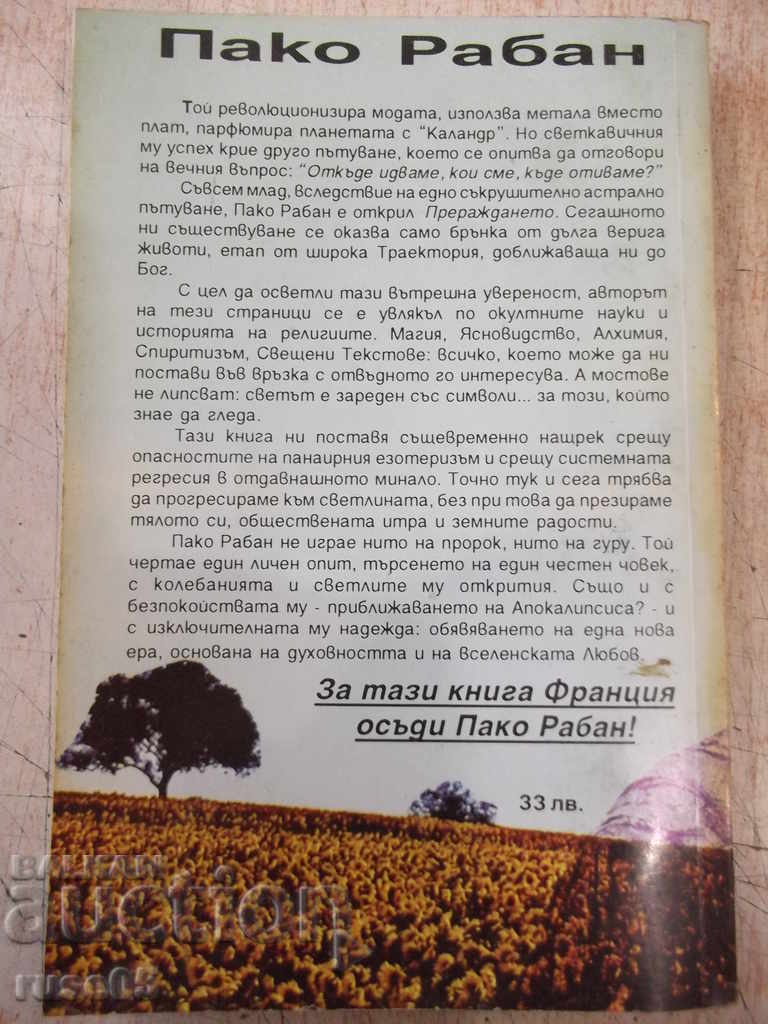 Пако Рабан
Той революционизира модата, използва метала вместо
плат, парфюмира планетата с “Каландр”. Но светкавичния
му успех крие друго пътуване, което се опитва да отговори
на вечния въпрос: “Откъде идваме, кои сме, къде отиваме?”
Съвсем млад, вследствие на едно съкрушително астрално
пътуване, Пако Рабан е открил Прераждането. Сегашното
ни съществуване се оказва само брънка от дълга верига
животи, етап от широка Траектория, доближаваща ни до
Бог.
С цел да осветли тази вътрешна увереност, авторът
на тези страници се е увлякъл по окултните науки и
историята на религиите. Магия, Ясновидство, Алхимия,
Спиритизъм, Свещени Текстове: всичко, което може да ни
постави във връзка с отвъдното го интересува. А мостове
не липсват: светът е зареден със символи... за този, който
знае да гледа.
Тази книга ни поставя същевременно нащрек срещу
опасностите на панаирния езотеризъм и срещу системната
регресия в отдавнашното минало. Точно тук и сега трябва
да прогресираме към светлината, без при това да презираме
тялото си, обществената итра и земните радости.
Пако Рабан не играе нито на пророк, нито на гуру. Той
чертае един личен опит, търсенето на един честен човек,
с колебанията и светлите му открития. Също и с
безпокойствата му - приближаването на Апокалипсиса? - и
с изключителната му надежда: обявяването на една нова
ера, основана на духовността и на вселенската Любов.
За тази книга Франция
осъди Пако Рабан!
33 лв.
БАЛКАН
auction
ruse05